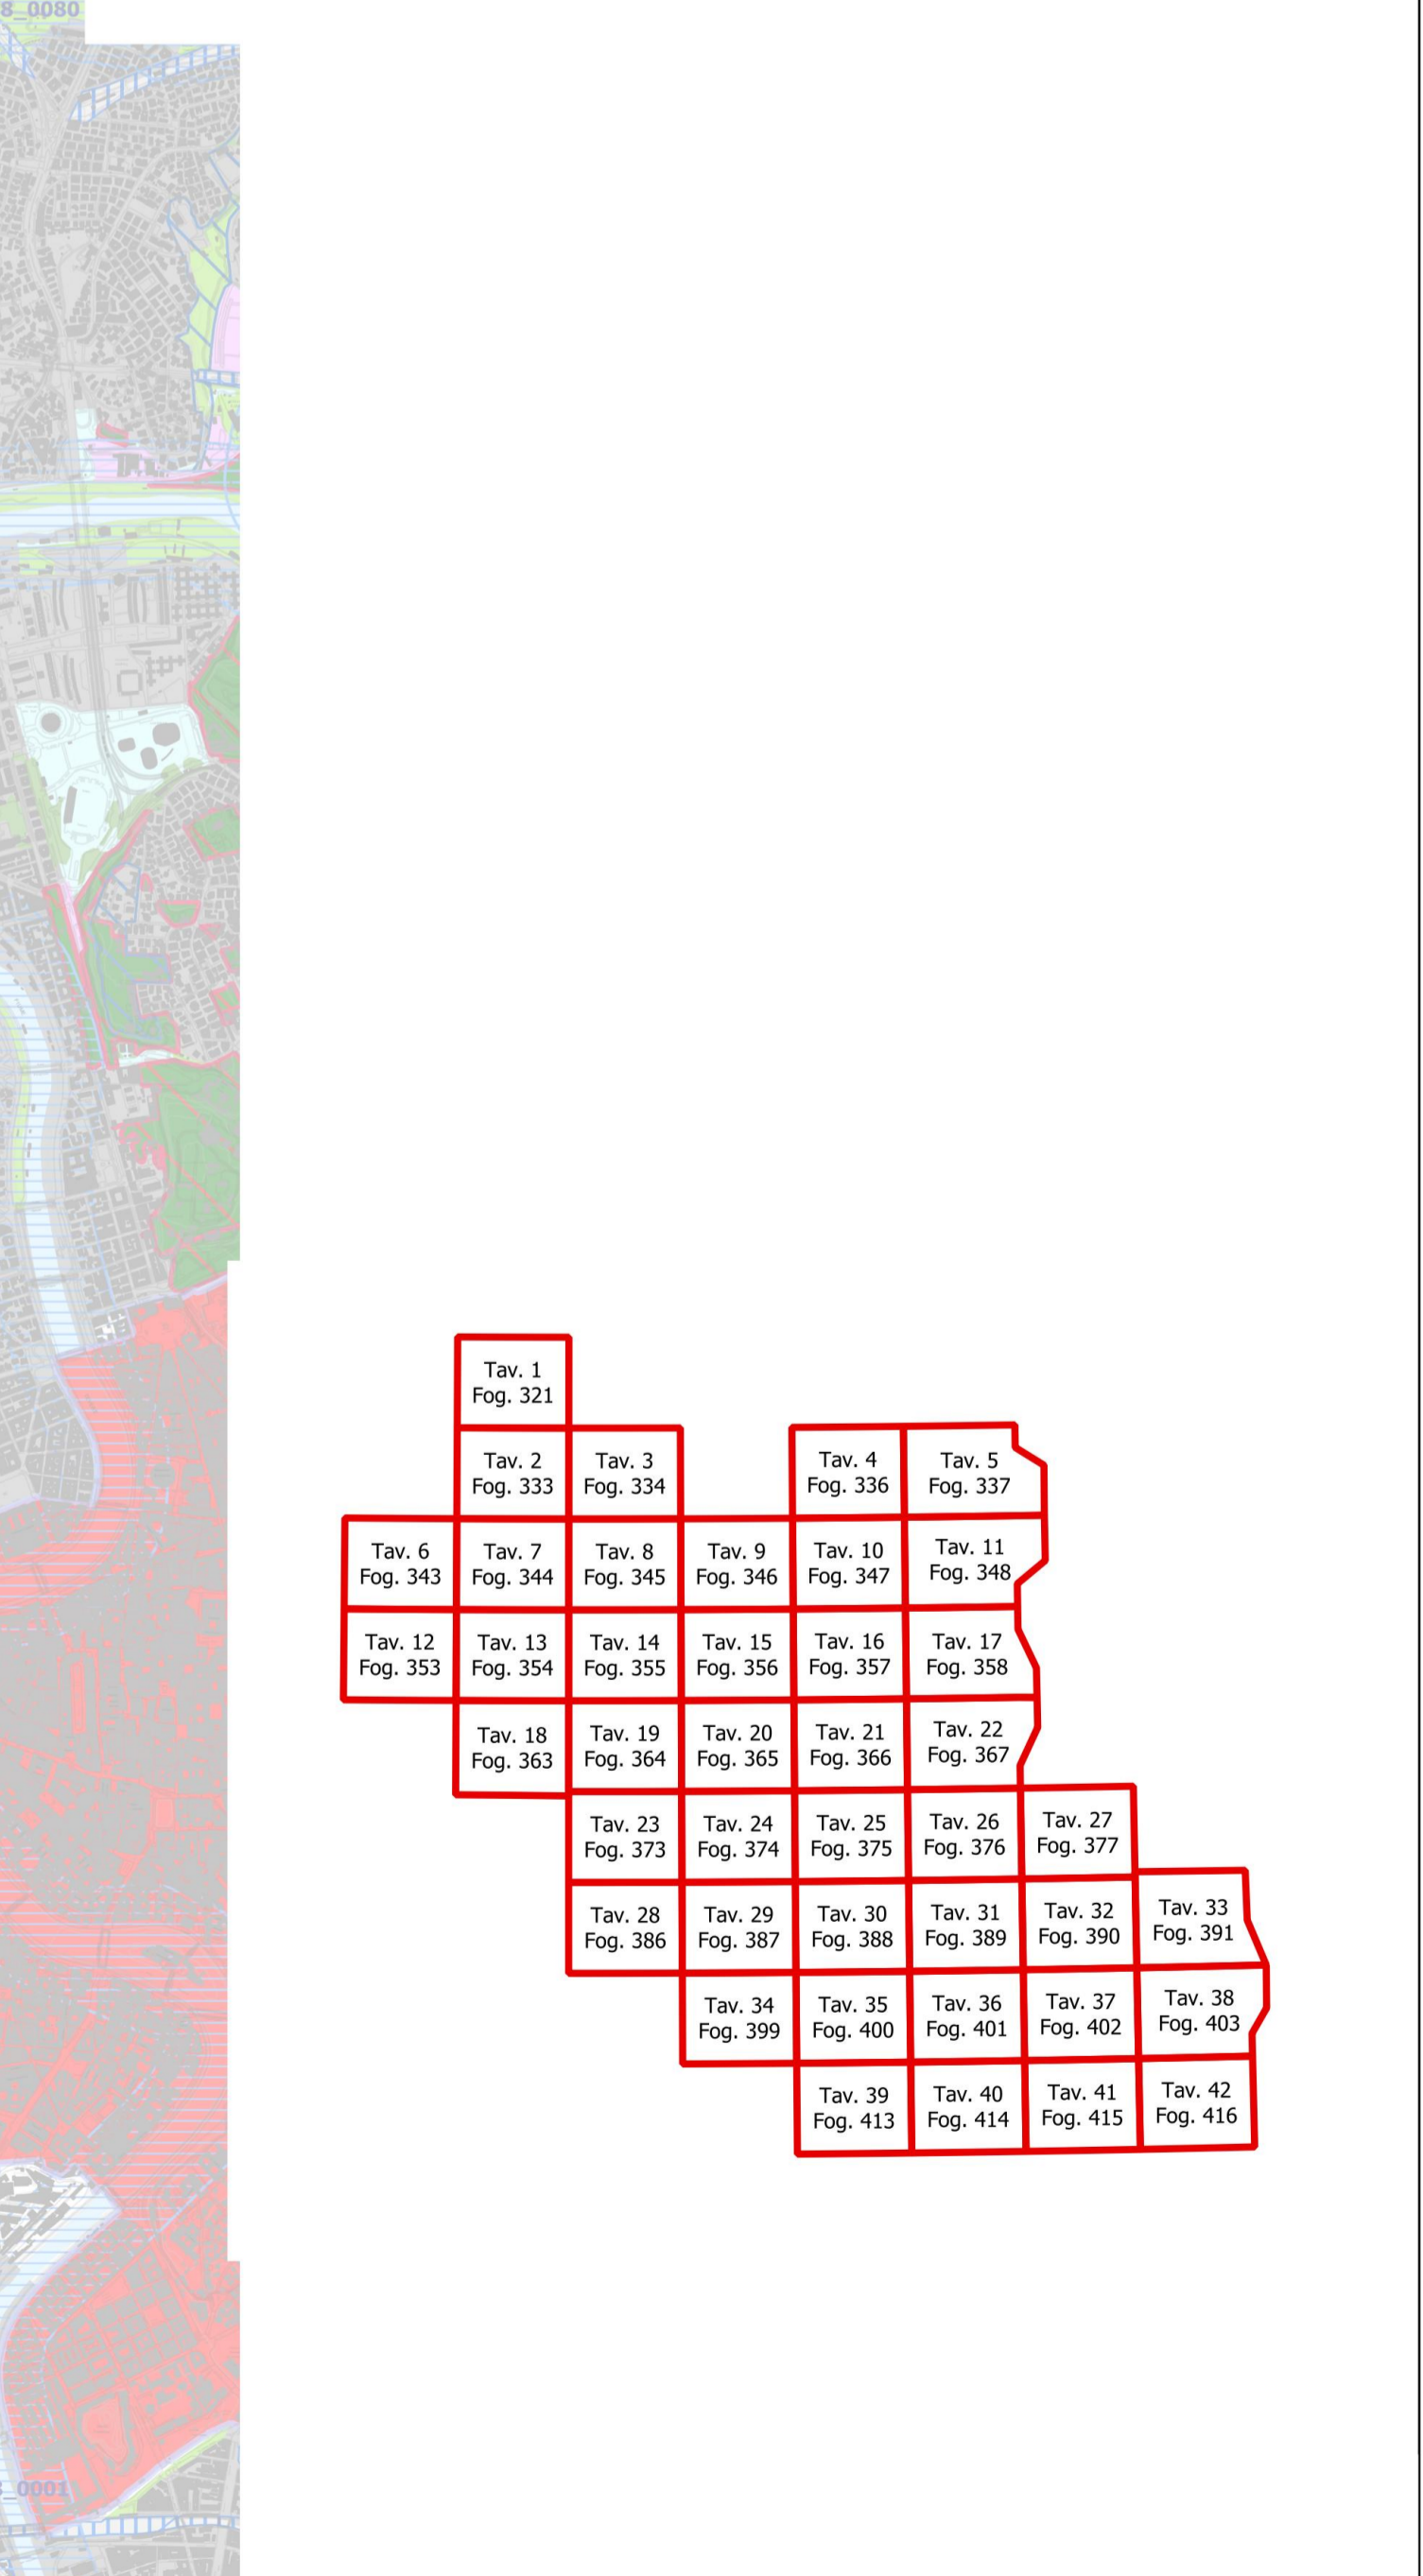 8_0080
Tav. 1
Fog. 321
Tav. 2
Fog. 333
Tav. 3
Fog. 334
Tav. 4
Fog. 336
Tav. 5
Fog. 337
Tav. 6
Fog. 343
Tav. 7
Fog. 344
Tav. 8
Fog. 345
Tav. 9
Fog. 346
Tav. 10
Fog. 347
Tav. 11
Fog. 348
Tav. 12
Fog. 353
Tav. 13
Fog. 354
Tav. 14
Fog. 355
Tav. 15
Fog. 356
Tav. 16
Fog. 357
Tav. 17
Fog. 358
Tav. 18
Fog. 363
Tav. 19
Fog. 364
Tav. 20
Fog. 365
Tav. 21
Fog. 366
Tav. 22
Fog. 367
Tav. 23
Fog. 373
Tav. 24
Fog. 374
Tav. 25
Fog. 375
Tav. 26
Fog. 376
Tav. 27
Fog. 377
Tav. 28
Fog. 386
Tav. 29
Fog. 387
Tav. 30
Fog. 388
Tav. 31
Fog. 389
Tav. 32
Fog. 390
Tav. 33
Fog. 391
Tav. 34
Fog. 399
Tav. 35
Fog. 400
Tav. 36
Fog. 401
Tav. 37
Fog. 402
Tav. 38
Fog. 403
Tav. 39
Fog. 413
Tav. 40
Fog. 414
Tav. 41
Fog. 415
Tav. 42
Fog. 416
_0001